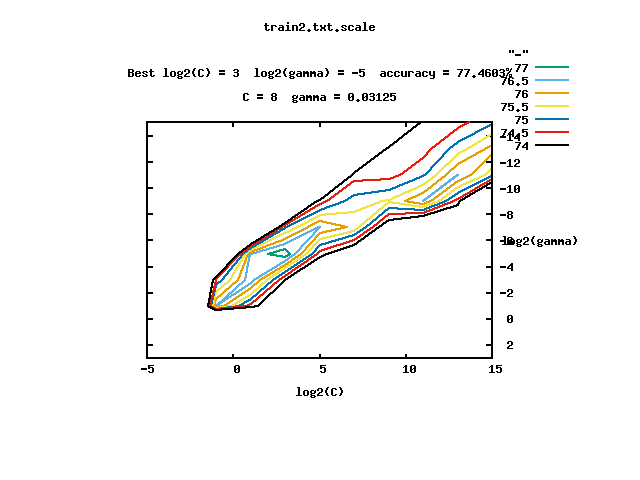 train2.txt.scale
"-"
Best log2(C) = 3  log2(gamma) = -5  accuracy = 77.4603%
C = 8  gamma = 0.03125
77
76.5
76
75.5
75
74.5
74
-14
-12
-10
-8
-6
log2(gamma)
-4
-2
0
2
-5 0 5 10 15
log2(C)